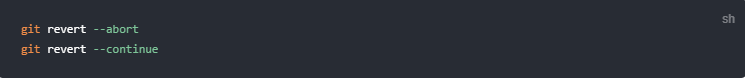 sh
git revert --abort
git revert --continue